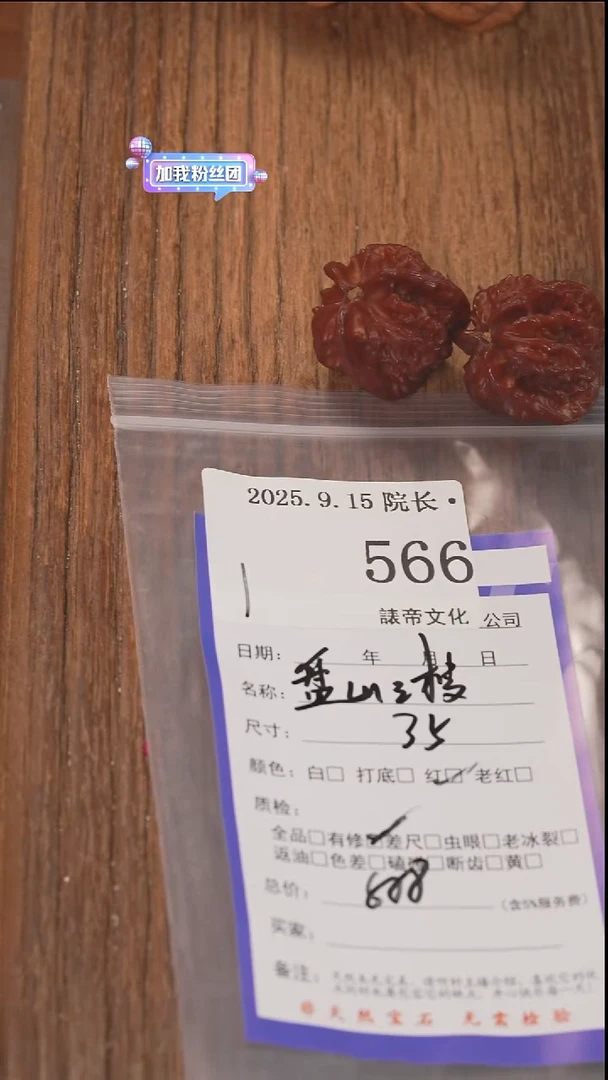 加我粉丝团
2025.9.15 院长·
566
諘帝文化 公司
日期: 年 月 日
名称: 盘山三棱
尺寸: 35
颜色: 白□ 打底□ 红☑ 老红□
质检:
全品□有修☑差尺□虫眼□老冰裂□
返油□色差□磕□断齿□黄□
总价: (含5%服务费)
买家:
备注:
非天然宝石 无需检验